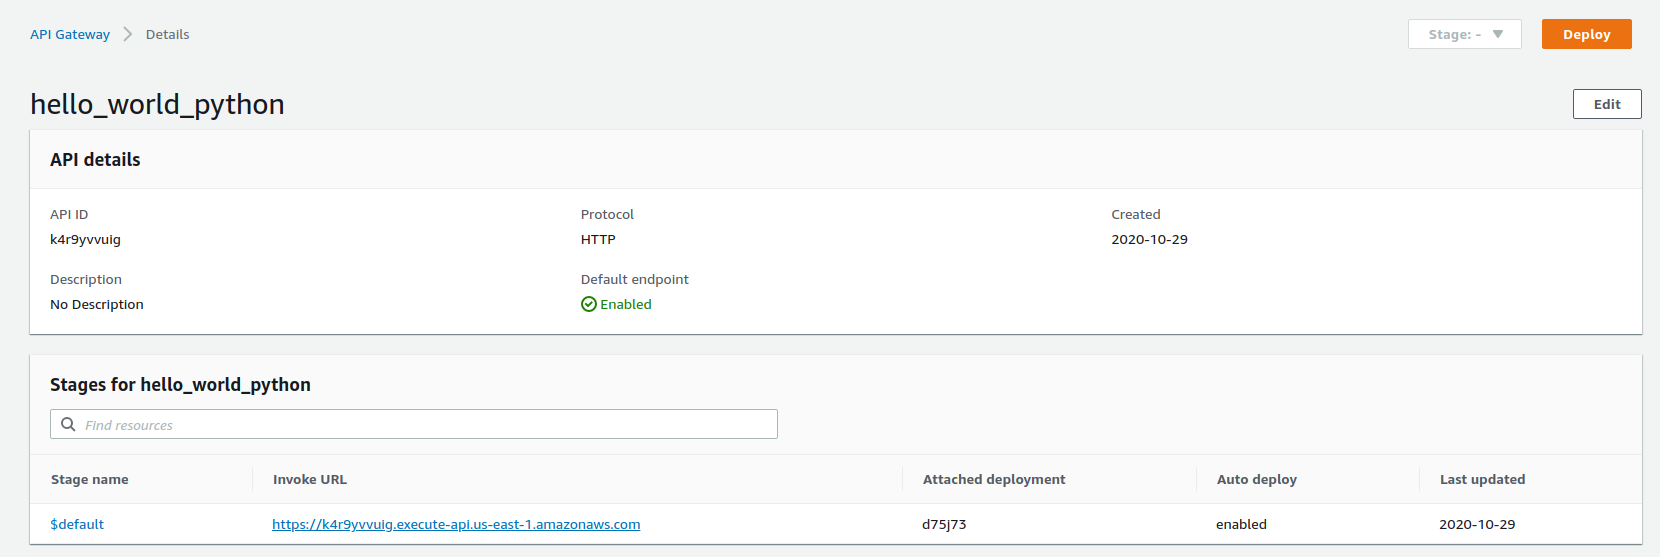 API Gateway Details Stage: - Deploy
hello_world_python Edit
API details
API ID Protocol Created
k4r9yvvuig HTTP 2020-10-29
Description Default endpoint
No Description Enabled
Stages for hello_world_python
Find resources
Stage name Invoke URL Attached deployment Auto deploy Last updated
$default https://k4r9yvvuig.execute-api.us-east-1.amazonaws.com d75j73 enabled 2020-10-29